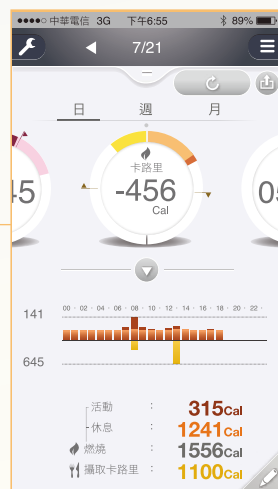 中華電信 3G 下午6:55 89%
7/21
日 週 月
45
卡路里
-456
Cal
05
141
00 · 02 · 04 · 06 · 08 · 10 · 12 · 14 · 16 · 18 · 20 · 22 ·
645
活動 : 315Cal
休息 : 1241Cal
燃燒 : 1556Cal
攝取卡路里 : 1100Cal